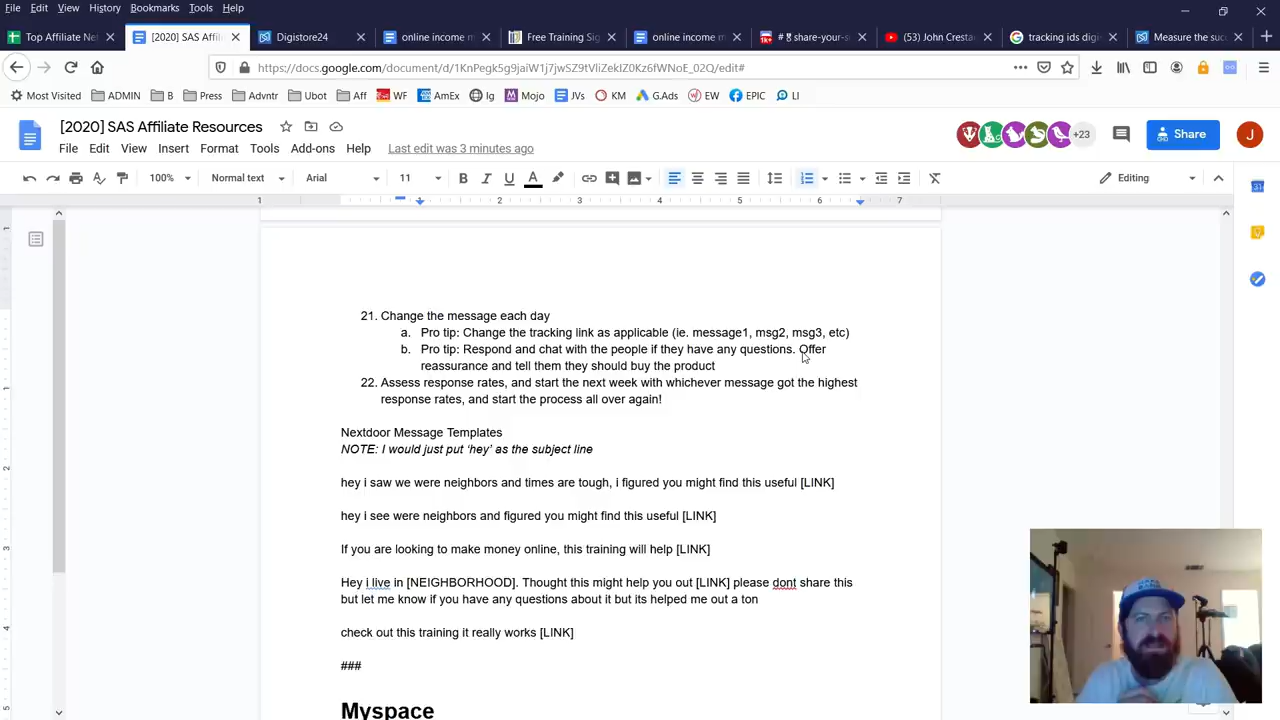 File Edit View History Bookmarks Tools Help
Top Affiliate Net
[2020] SAS Affili
Digistore24
online income m
Free Training Sig
online income m
# 🎖 share-your-s
(53) John Cresta
tracking ids digis
Measure the suc
https://docs.google.com/document/d/1KnPegk5g9jaiW1j7jwSZ9tVliZekIZ0Kz6fWNoE_02Q/edit#
Most Visited ADMIN B Press Advntr Ubot Aff WF AmEx Ig Mojo JVs KM G.Ads EW EPIC LI
[2020] SAS Affiliate Resources
+23
Share
J
File Edit View Insert Format Tools Add-ons Help Last edit was 3 minutes ago
100% Normal text Arial 11 B I U A Editing
1 1 2 3 4 5 6 7
21. Change the message each day
a. Pro tip: Change the tracking link as applicable (ie. message1, msg2, msg3, etc)
b. Pro tip: Respond and chat with the people if they have any questions. Offer
reassurance and tell them they should buy the product
22. Assess response rates, and start the next week with whichever message got the highest
response rates, and start the process all over again!
Nextdoor Message Templates
NOTE: I would just put ‘hey’ as the subject line
hey i saw we were neighbors and times are tough, i figured you might find this useful [LINK]
hey i see were neighbors and figured you might find this useful [LINK]
If you are looking to make money online, this training will help [LINK]
Hey i live in [NEIGHBORHOOD]. Thought this might help you out [LINK] please dont share this
but let me know if you have any questions about it but its helped me out a ton
check out this training it really works [LINK]
###
Myspace